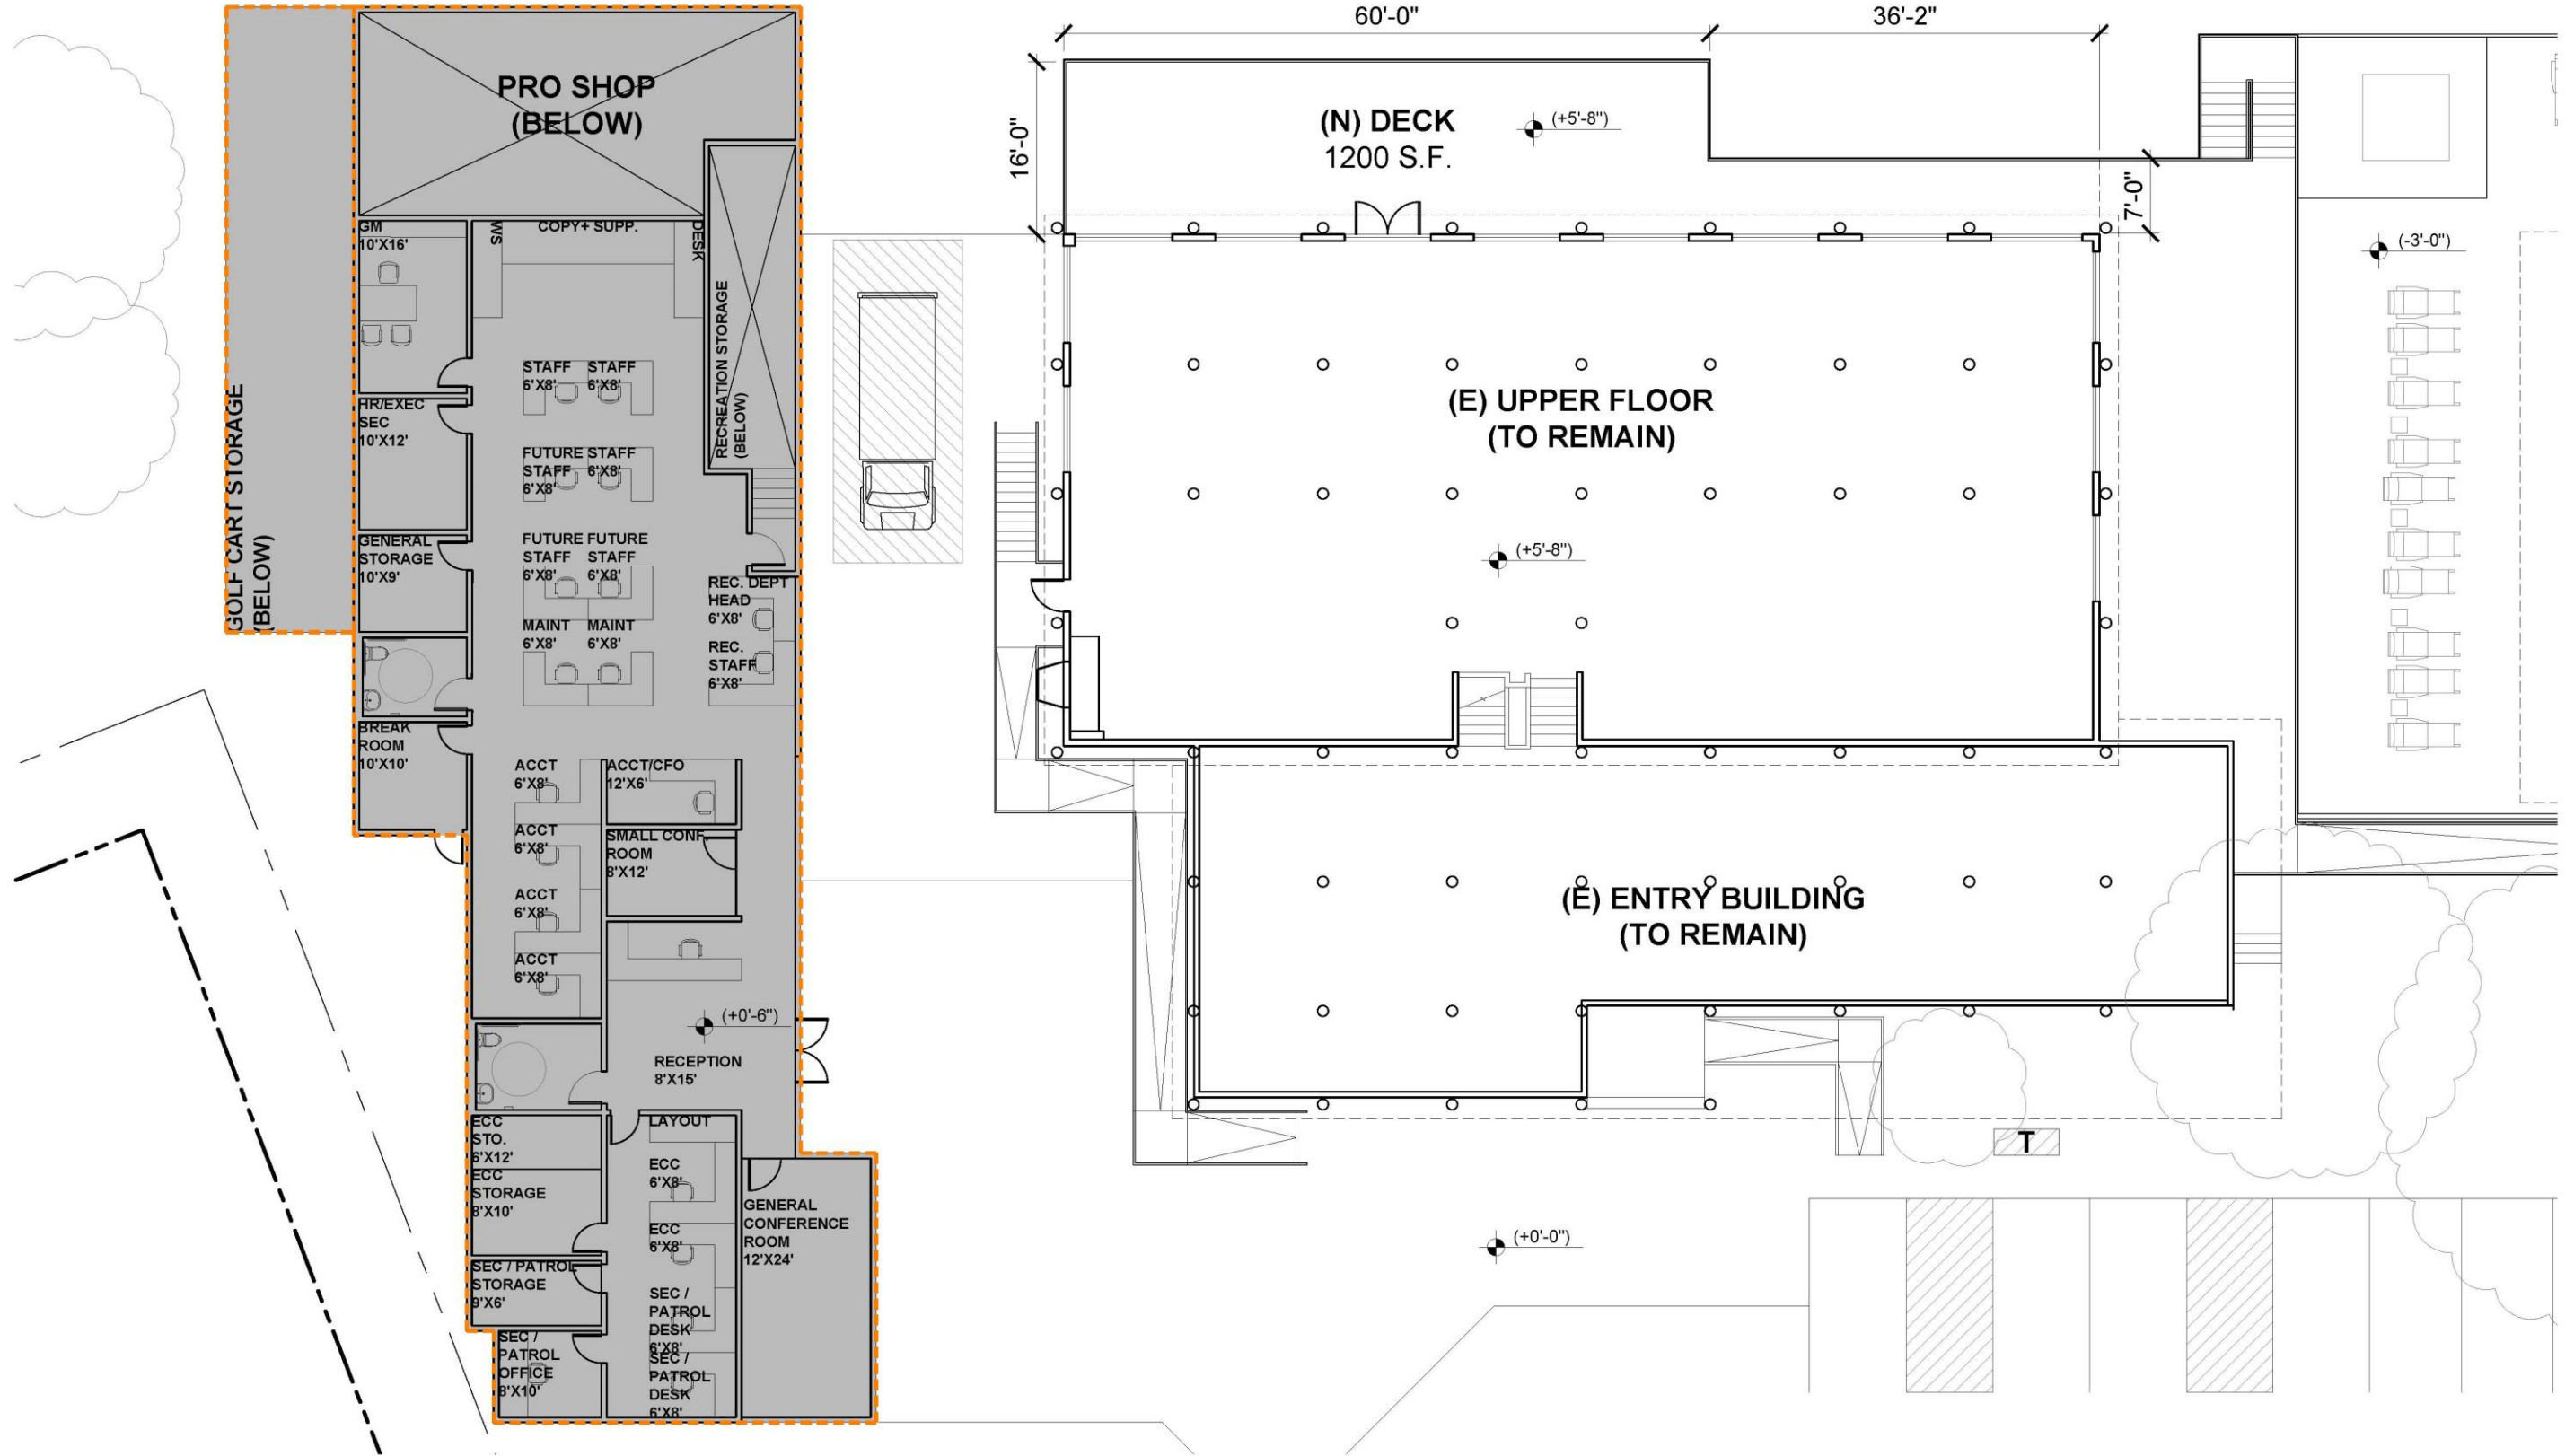 60'-0"
36'-2"
PRO SHOP
(BELOW)
16'-0"
(N) DECK
1200 S.F.
(+5'-8")
7'-0"
(-3'-0")
GM
10'X16'
WS
COPY+ SUPP.
DESK
RECREATION STORAGE
(BELOW)
GOLF CART STORAGE
(BELOW)
HR/EXEC
SEC
10'X12'
GENERAL
STORAGE
10'X9'
BREAK
ROOM
10'X10'
STAFF
6'X8'
STAFF
6'X8'
FUTURE
STAFF
6'X8'
STAFF
6'X8'
FUTURE
STAFF
6'X8'
FUTURE
STAFF
6'X8'
MAINT
6'X8'
MAINT
6'X8'
REC. DEPT
HEAD
6'X8'
REC.
STAFF
6'X8'
(E) UPPER FLOOR
(TO REMAIN)
(+5'-8")
ACCT
6'X8'
ACCT
6'X8'
ACCT
6'X8'
ACCT
6'X8'
ACCT/CFO
12'X6'
SMALL CONF.
ROOM
8'X12'
(E) ENTRY BUILDING
(TO REMAIN)
(+0'-6")
RECEPTION
8'X15'
ECC
STO.
6'X12'
ECC
STORAGE
8'X10'
SEC / PATROL
STORAGE
9'X6'
SEC /
PATROL
OFFICE
8'X10'
LAYOUT
ECC
6'X8'
ECC
6'X8'
SEC /
PATROL
DESK
6'X8'
SEC /
PATROL
DESK
6'X8'
GENERAL
CONFERENCE
ROOM
12'X24'
T
(+0'-0")